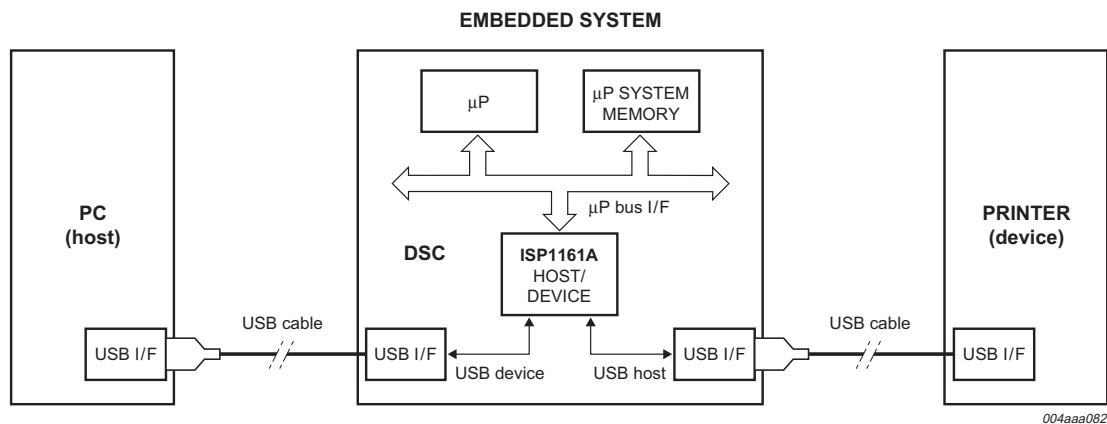 EMBEDDED SYSTEM
μP
μP SYSTEM
MEMORY
μP bus I/F
PC
(host)
DSC
ISP1161A
HOST/
DEVICE
PRINTER
(device)
USB cable
USB cable
USB I/F
USB I/F
USB device
USB host
USB I/F
USB I/F
004aaa082